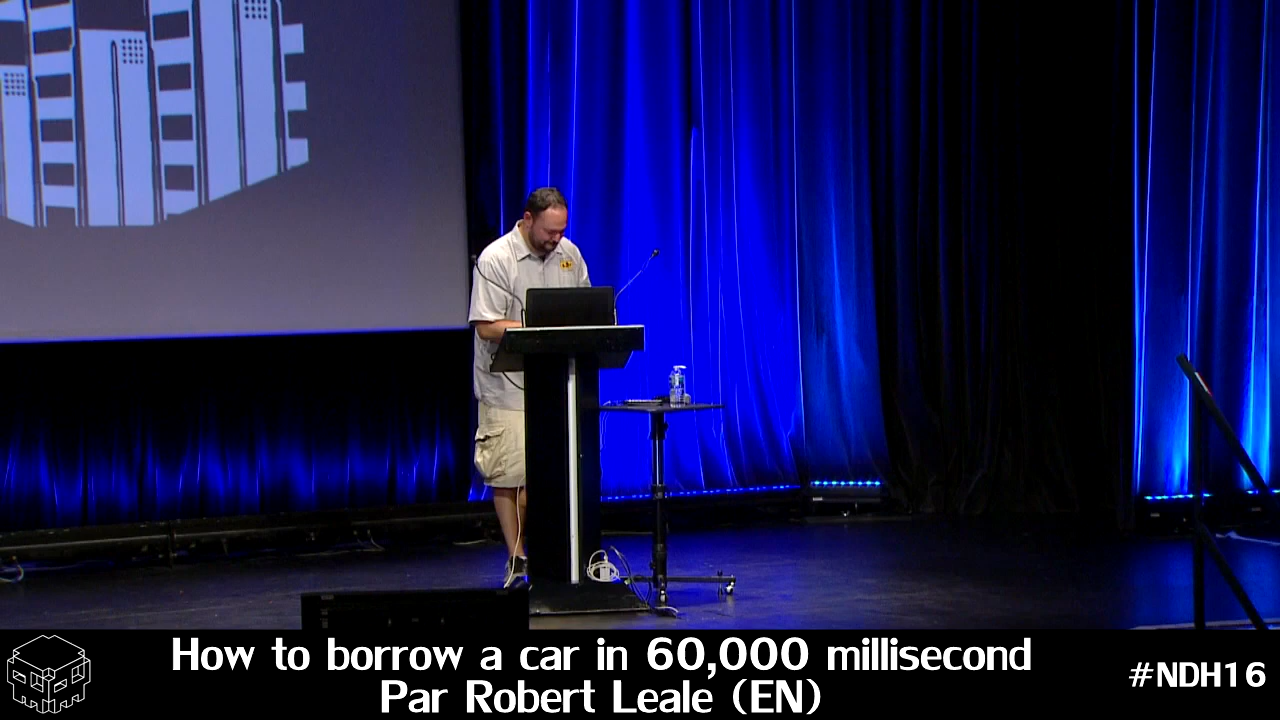 How to borrow a car in 60,000 millisecond
Par Robert Leale (EN)
#NDH16